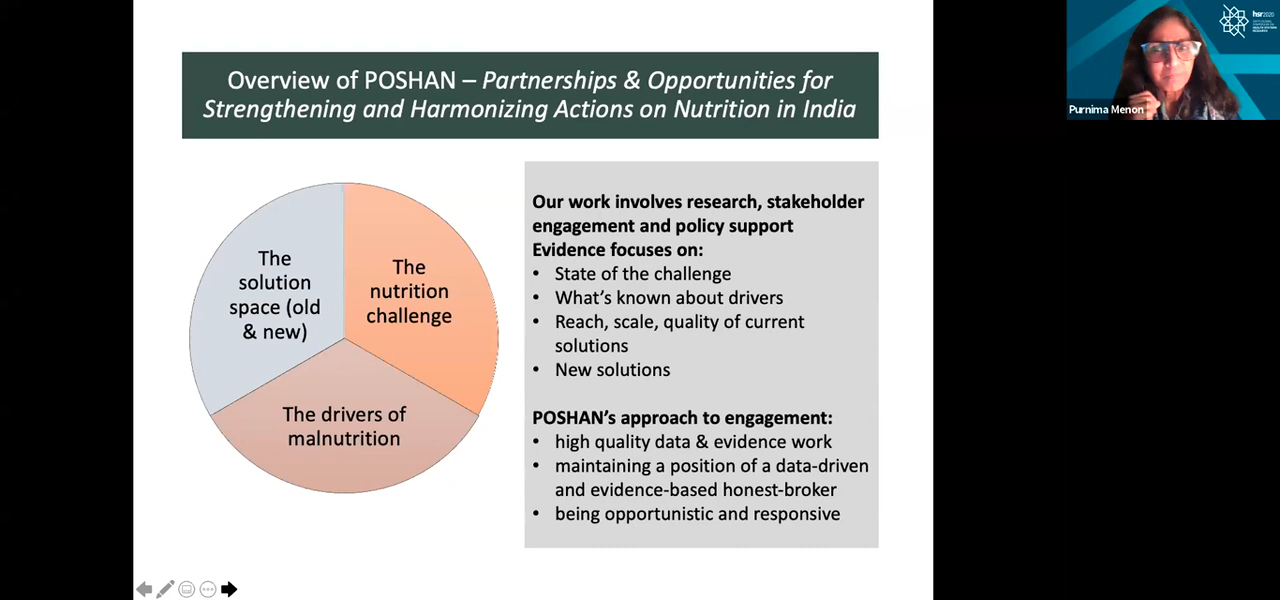 Overview of POSHAN – Partnerships & Opportunities for
Strengthening and Harmonizing Actions on Nutrition in India
The
solution
space (old
& new)
The
nutrition
challenge
The drivers of
malnutrition
Our work involves research, stakeholder
engagement and policy support
Evidence focuses on:
• State of the challenge
• What's known about drivers
• Reach, scale, quality of current
solutions
• New solutions
POSHAN's approach to engagement:
• high quality data & evidence work
• maintaining a position of a data-driven
and evidence-based honest-broker
• being opportunistic and responsive
hsr2020
Purnima Menon